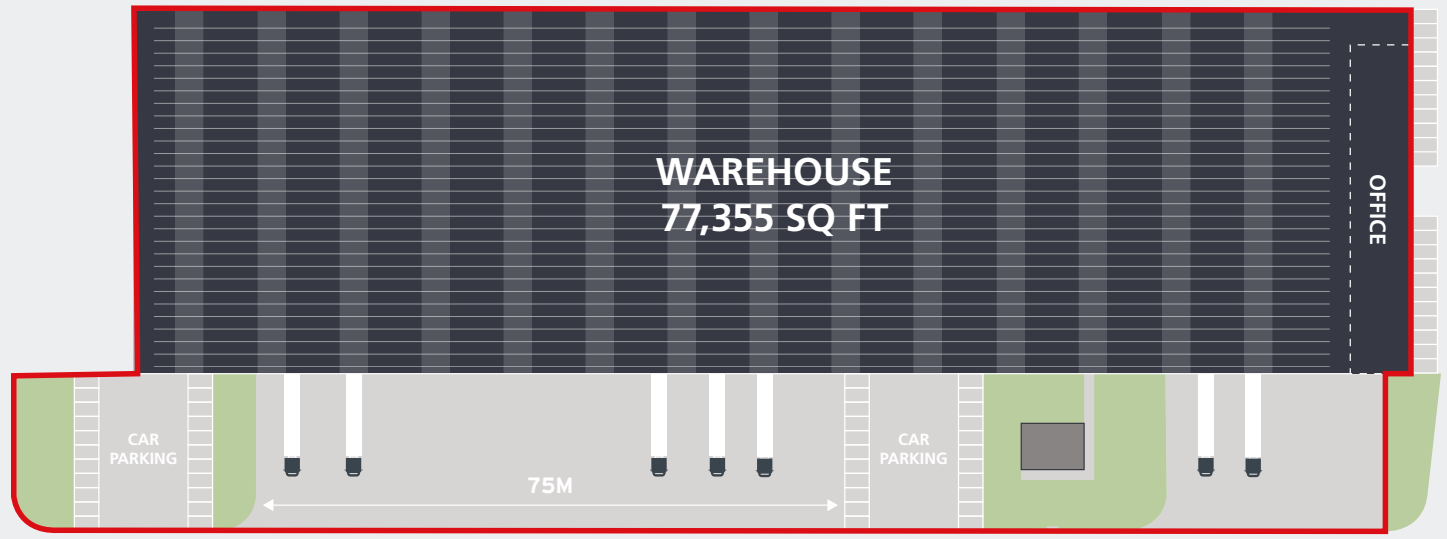 WAREHOUSE
77,355 SQ FT
OFFICE
CAR
PARKING
CAR
PARKING
75M